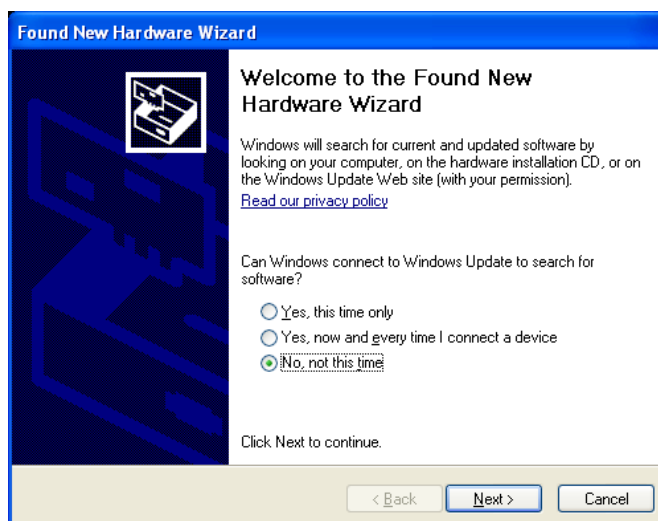 Found New Hardware Wizard
Welcome to the Found New
Hardware Wizard
Windows will search for current and updated software by
looking on your computer, on the hardware installation CD, or on
the Windows Update Web site (with your permission).
Read our privacy policy
Can Windows connect to Windows Update to search for
software?
Yes, this time only
Yes, now and every time I connect a device
No, not this time
Click Next to continue.
< Back
Next >
Cancel